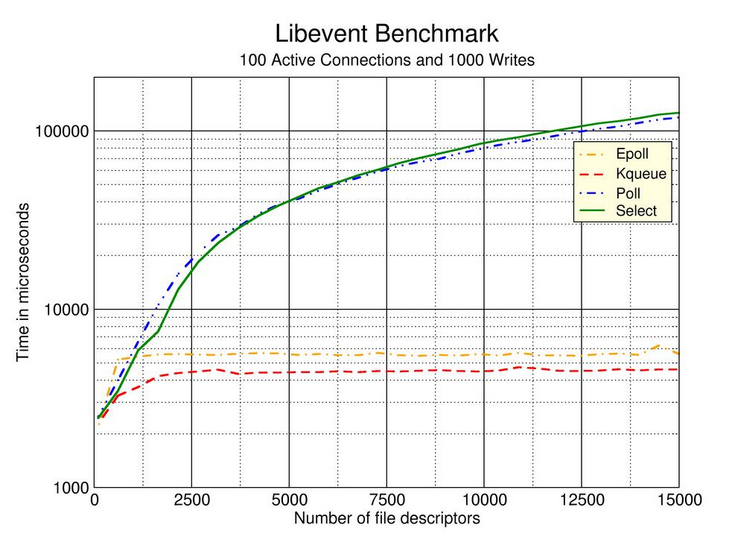 Libevent Benchmark
100 Active Connections and 1000 Writes
Time in microseconds
100000
10000
1000
Epoll
Kqueue
Poll
Select
0 2500 5000 7500 10000 12500 15000
Number of file descriptors